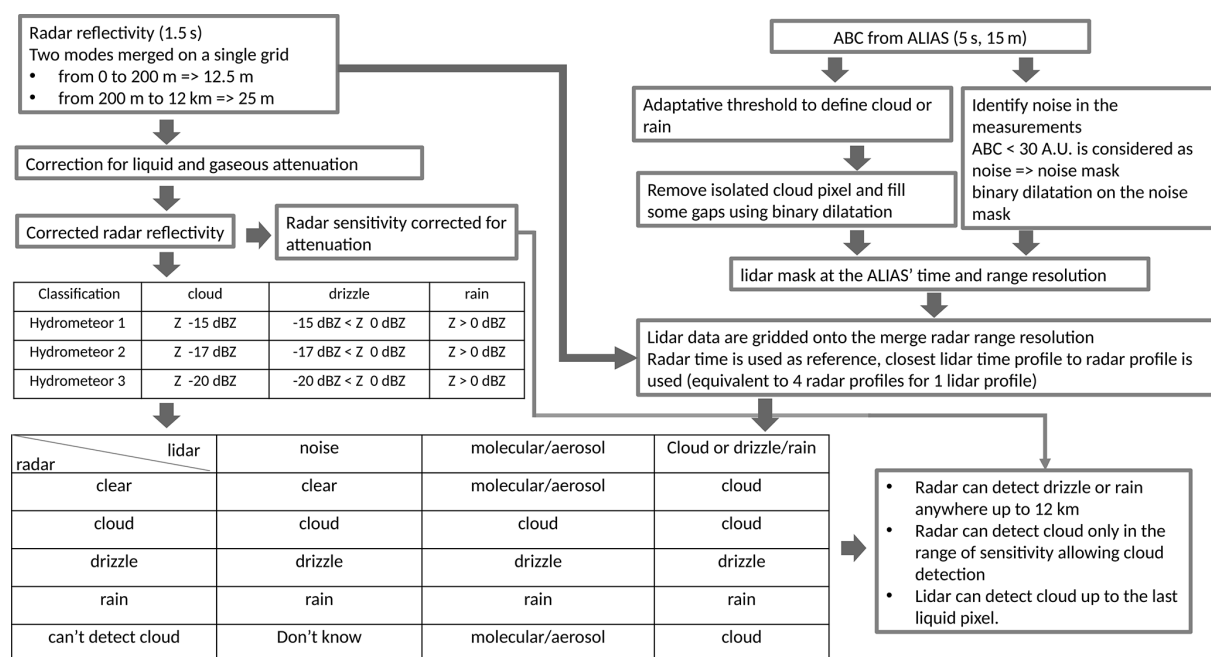 Radar reflectivity (1.5 s)
Two modes merged on a single grid
• from 0 to 200 m => 12.5 m
• from 200 m to 12 km => 25 m
Correction for liquid and gaseous attenuation
Corrected radar reflectivity
Radar sensitivity corrected for
attenuation
Classification cloud drizzle rain
Hydrometeor 1 Z -15 dBZ -15 dBZ < Z 0 dBZ Z > 0 dBZ
Hydrometeor 2 Z -17 dBZ -17 dBZ < Z 0 dBZ Z > 0 dBZ
Hydrometeor 3 Z -20 dBZ -20 dBZ < Z 0 dBZ Z > 0 dBZ
ABC from ALIAS (5 s, 15 m)
Adaptative threshold to define cloud or
rain
Remove isolated cloud pixel and fill
some gaps using binary dilatation
Identify noise in the
measurements
ABC < 30 A.U. is considered as
noise => noise mask
binary dilatation on the noise
mask
lidar mask at the ALIAS’ time and range resolution
Lidar data are gridded onto the merge radar range resolution
Radar time is used as reference, closest lidar time profile to radar profile is
used (equivalent to 4 radar profiles for 1 lidar profile)
lidar
radar
noise molecular/aerosol Cloud or drizzle/rain
clear clear molecular/aerosol cloud
cloud cloud cloud cloud
drizzle drizzle drizzle drizzle
rain rain rain rain
can’t detect cloud Don’t know molecular/aerosol cloud
• Radar can detect drizzle or rain
anywhere up to 12 km
• Radar can detect cloud only in the
range of sensitivity allowing cloud
detection
• Lidar can detect cloud up to the last
liquid pixel.